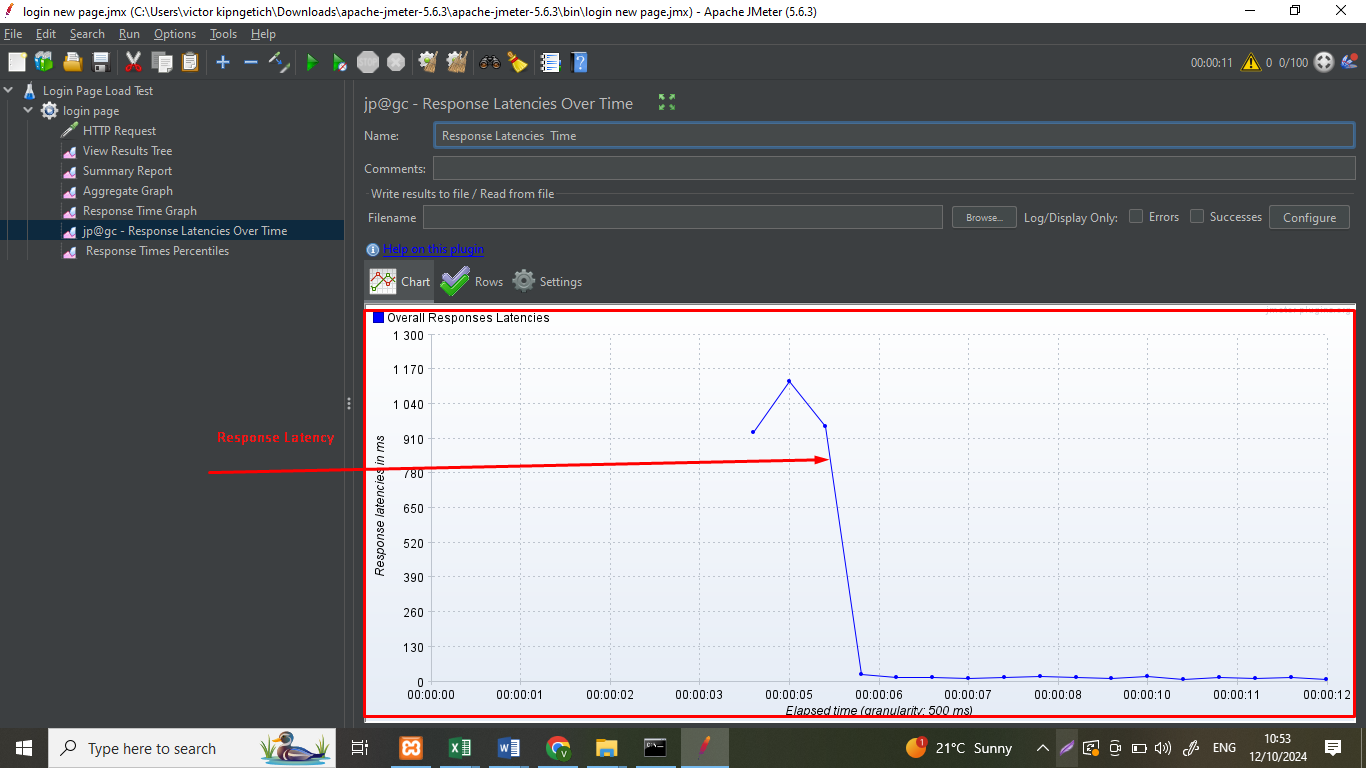 login new page.jmx (C:\Users\victor kipngetich\Downloads\apache-jmeter-5.6.3\apache-jmeter-5.6.3\bin\login new page.jmx) - Apache JMeter (5.6.3)
File Edit Search Run Options Tools Help
STOP
00:00:11 0 0/100
Login Page Load Test
login page
HTTP Request
View Results Tree
Summary Report
Aggregate Graph
Response Time Graph
jp@gc - Response Latencies Over Time
Response Times Percentiles
jp@gc - Response Latencies Over Time
Name: Response Latencies  Time
Comments:
Write results to file / Read from file
Filename Browse... Log/Display Only: Errors Successes Configure
Help on this plugin
Chart Rows Settings
jmeter-plugins.org
Overall Responses Latencies
1 300
1 170
1 040
910
780
650
520
390
260
130
0
Response latencies in ms
Response Latency
00:00:00 00:00:01 00:00:02 00:00:03 00:00:05 00:00:06 00:00:07 00:00:08 00:00:10 00:00:11 00:00:12
Elapsed time (granularity: 500 ms)
Type here to search
1
21°C Sunny
ENG
10:53
12/10/2024